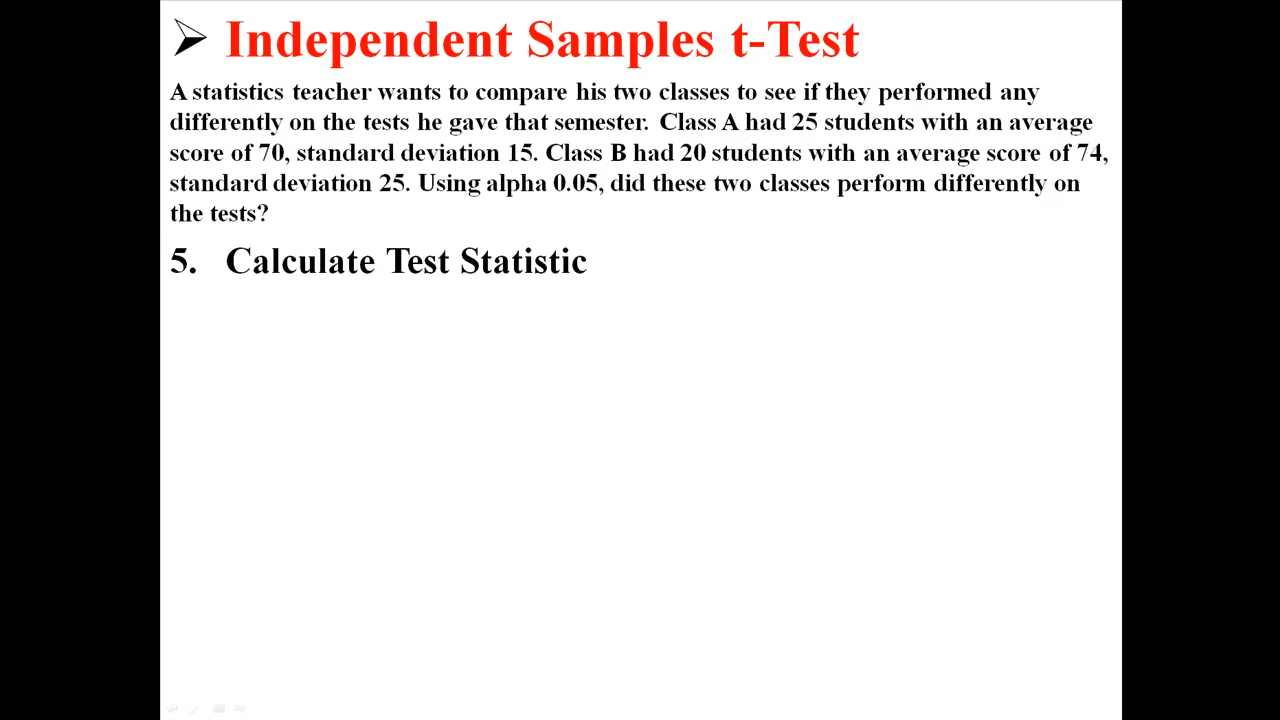 Independent Samples t-Test
A statistics teacher wants to compare his two classes to see if they performed any
differently on the tests he gave that semester. Class A had 25 students with an average
score of 70, standard deviation 15. Class B had 20 students with an average score of 74,
standard deviation 25. Using alpha 0.05, did these two classes perform differently on
the tests?
5. Calculate Test Statistic